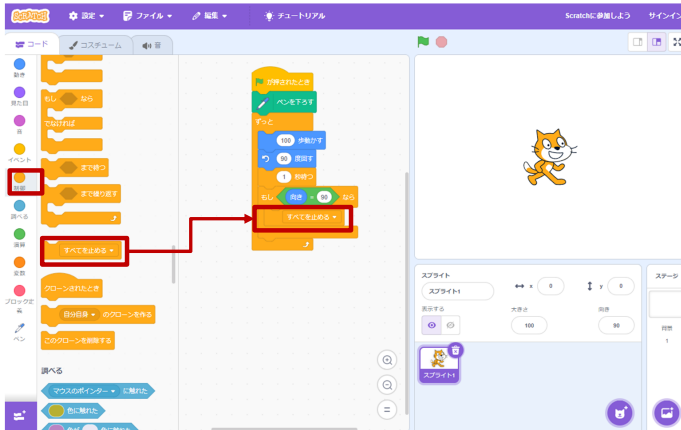 SCRATCH 設定 ファイル 編集 チュートリアル Scratchに参加しよう サインイン
コード コスチューム 音
動き
見た目
音
イベント
制御
調べる
演算
変数
ブロック定義
ペン
もし なら
でなければ
まで待つ
まで繰り返す
すべてを止める
クローンされたとき
自分自身 のクローンを作る
このクローンを削除する
調べる
マウスのポインター に触れた
色に触れた
が押されたとき
ペンを下ろす
ずっと
100 歩動かす
90 度回す
1 秒待つ
もし 向き = 90 なら
すべてを止める
スプライト
スプライト1
x 0 y 0
表示する 大きさ 向き
100 90
スプライト1
ステージ
背景
1